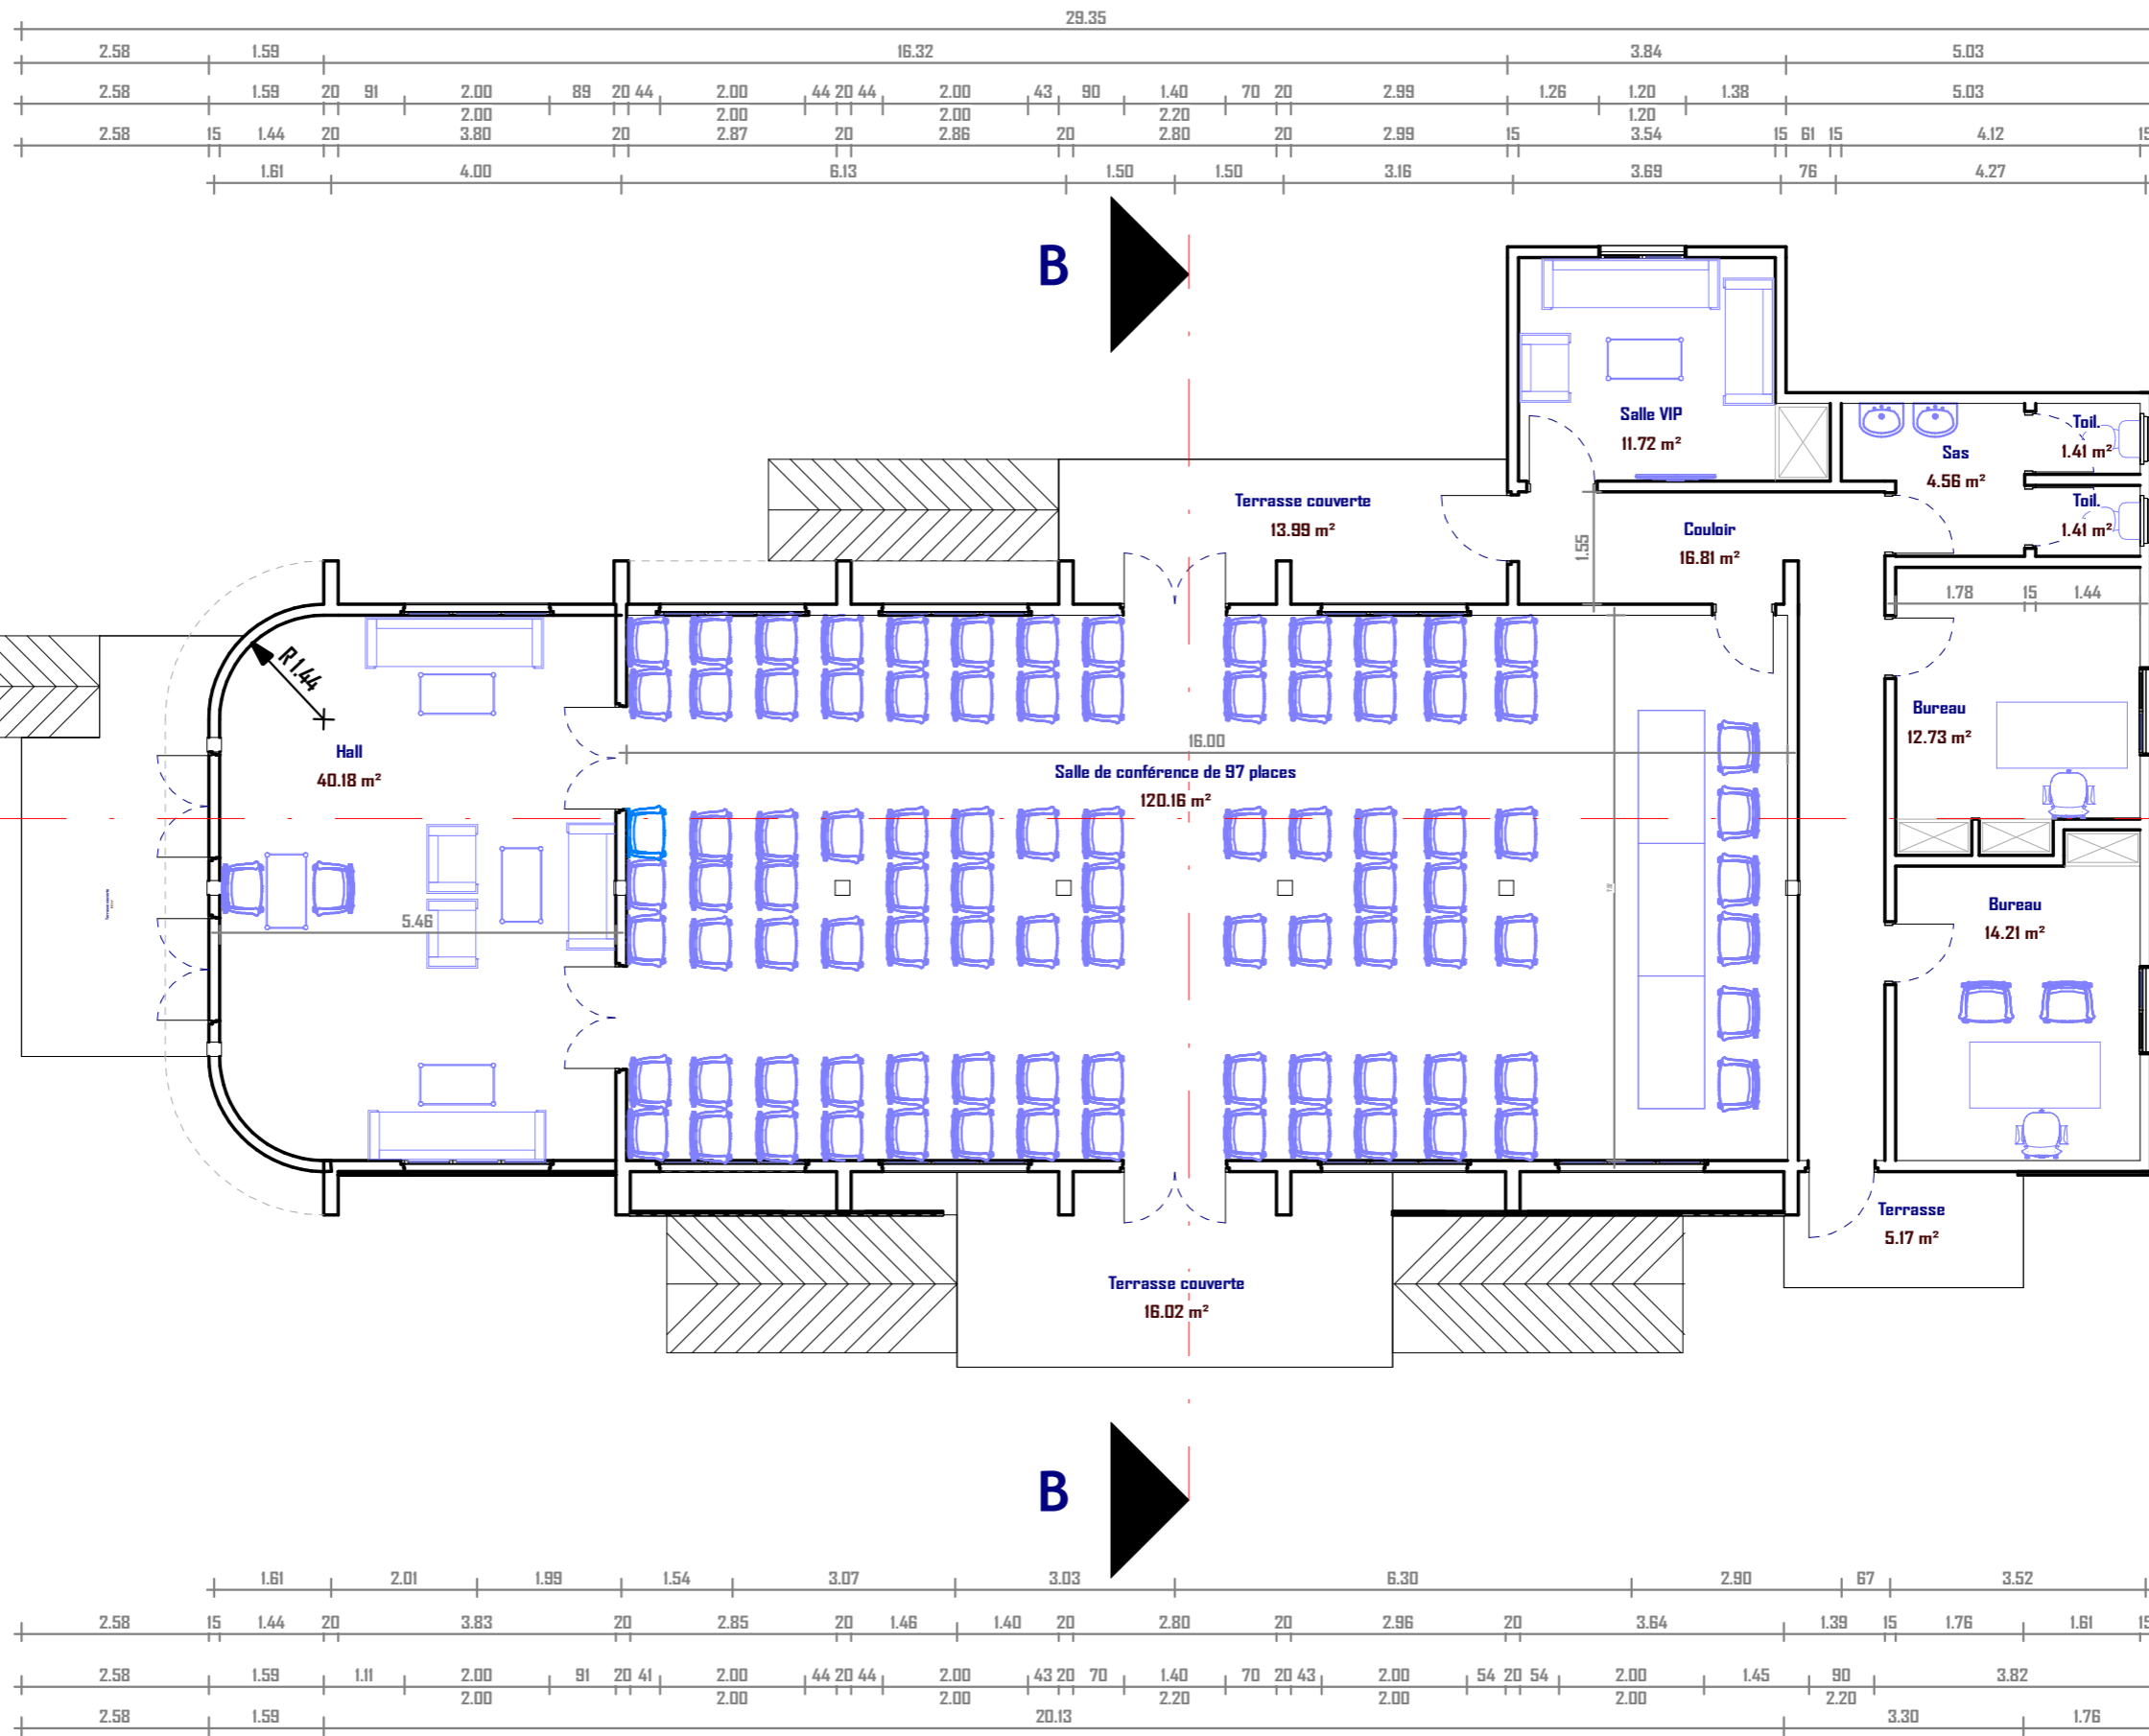 29.35
2.58 1.59 16.32 3.84 5.03
2.58 1.59 20 91 2.00 89 20 44 2.00 44 20 44 2.00 43 90 1.40 70 20 2.99 1.26 1.20 1.38 5.03
2.00 2.00 2.00 2.20 1.20
2.58 15 1.44 20 3.80 20 2.87 20 2.86 20 2.80 20 2.99 15 3.54 15 61 15 4.12 15
1.61 4.00 6.13 1.50 1.50 3.16 3.69 76 4.27
B
Salle VIP
11.72 m²
Toil.
1.41 m²
Sas
4.56 m²
Terrasse couverte
13.99 m²
Toil.
1.41 m²
Couloir
16.81 m²
1.55
1.78 15 1.44
R1.44
Hall
40.18 m²
16.00
Salle de conférence de 97 places
120.16 m²
Bureau
12.73 m²
5.46
Bureau
14.21 m²
Terrasse
5.17 m²
Terrasse couverte
16.02 m²
B
1.61 2.01 1.99 1.54 3.07 3.03 6.30 2.90 67 3.52
2.58 15 1.44 20 3.83 20 2.85 20 1.46 1.40 20 2.80 20 2.96 20 3.64 1.39 15 1.76 1.61 15
2.58 1.59 1.11 2.00 91 20 41 2.00 44 20 44 2.00 43 20 70 1.40 70 20 43 2.00 54 20 54 2.00 1.45 90 3.82
2.00 2.00 2.00 2.20 2.00 2.00 2.20
2.58 1.59 20.13 3.30 1.76